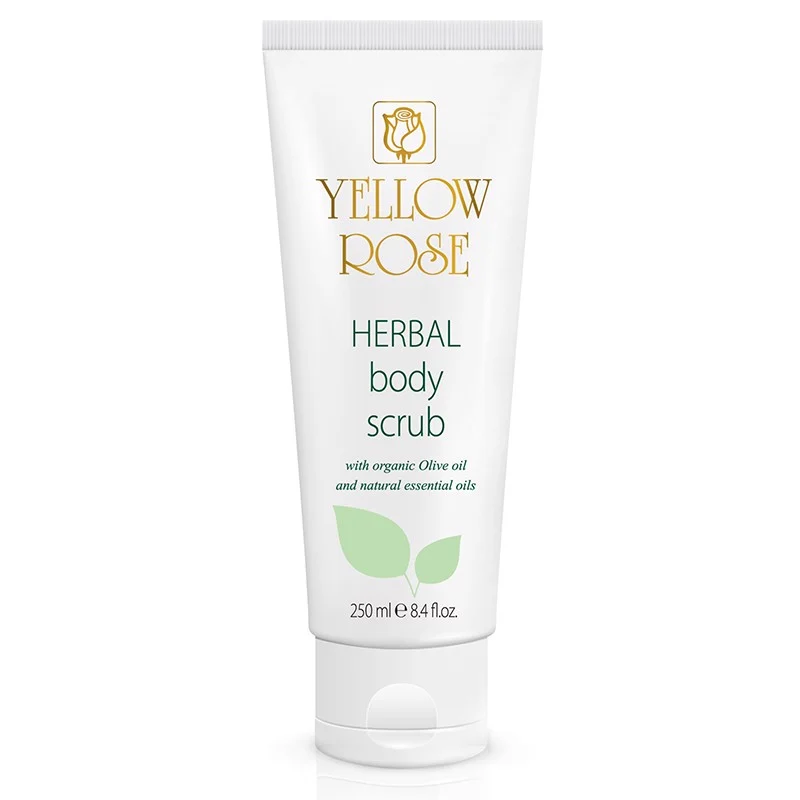 YELLOW
ROSE
HERBAL
body
scrub
with organic Olive oil
and natural essential oils
250 ml ℮ 8.4 fl.oz.